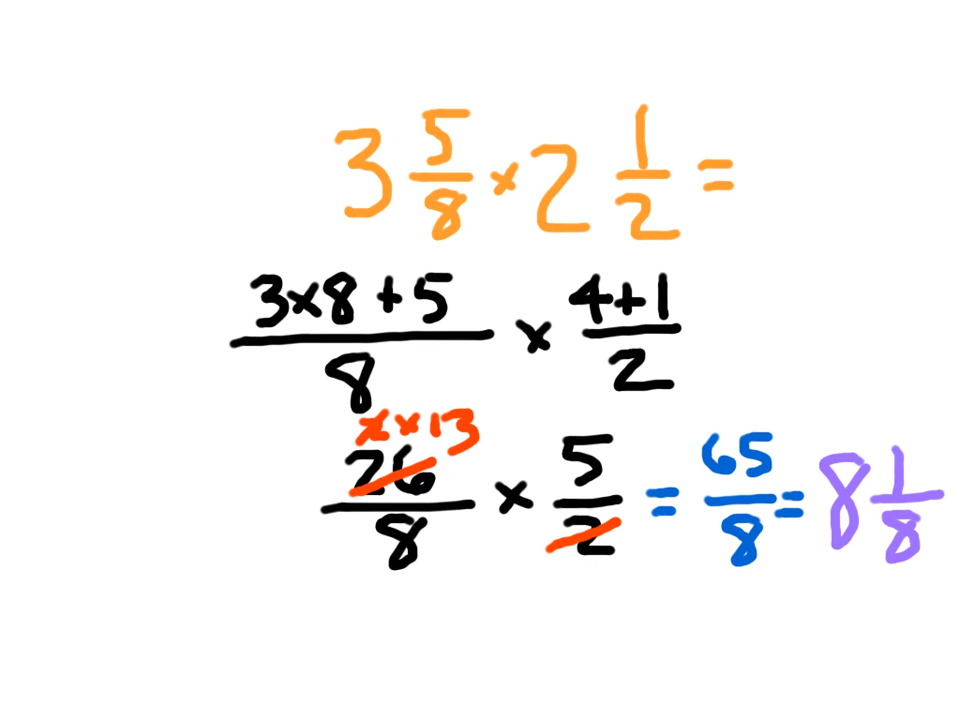 3 5/8 × 2 1/2 =
3×8+5/8 × 4+1/2
2×13
26/8 × 5/2 = 65/8 = 8 1/8